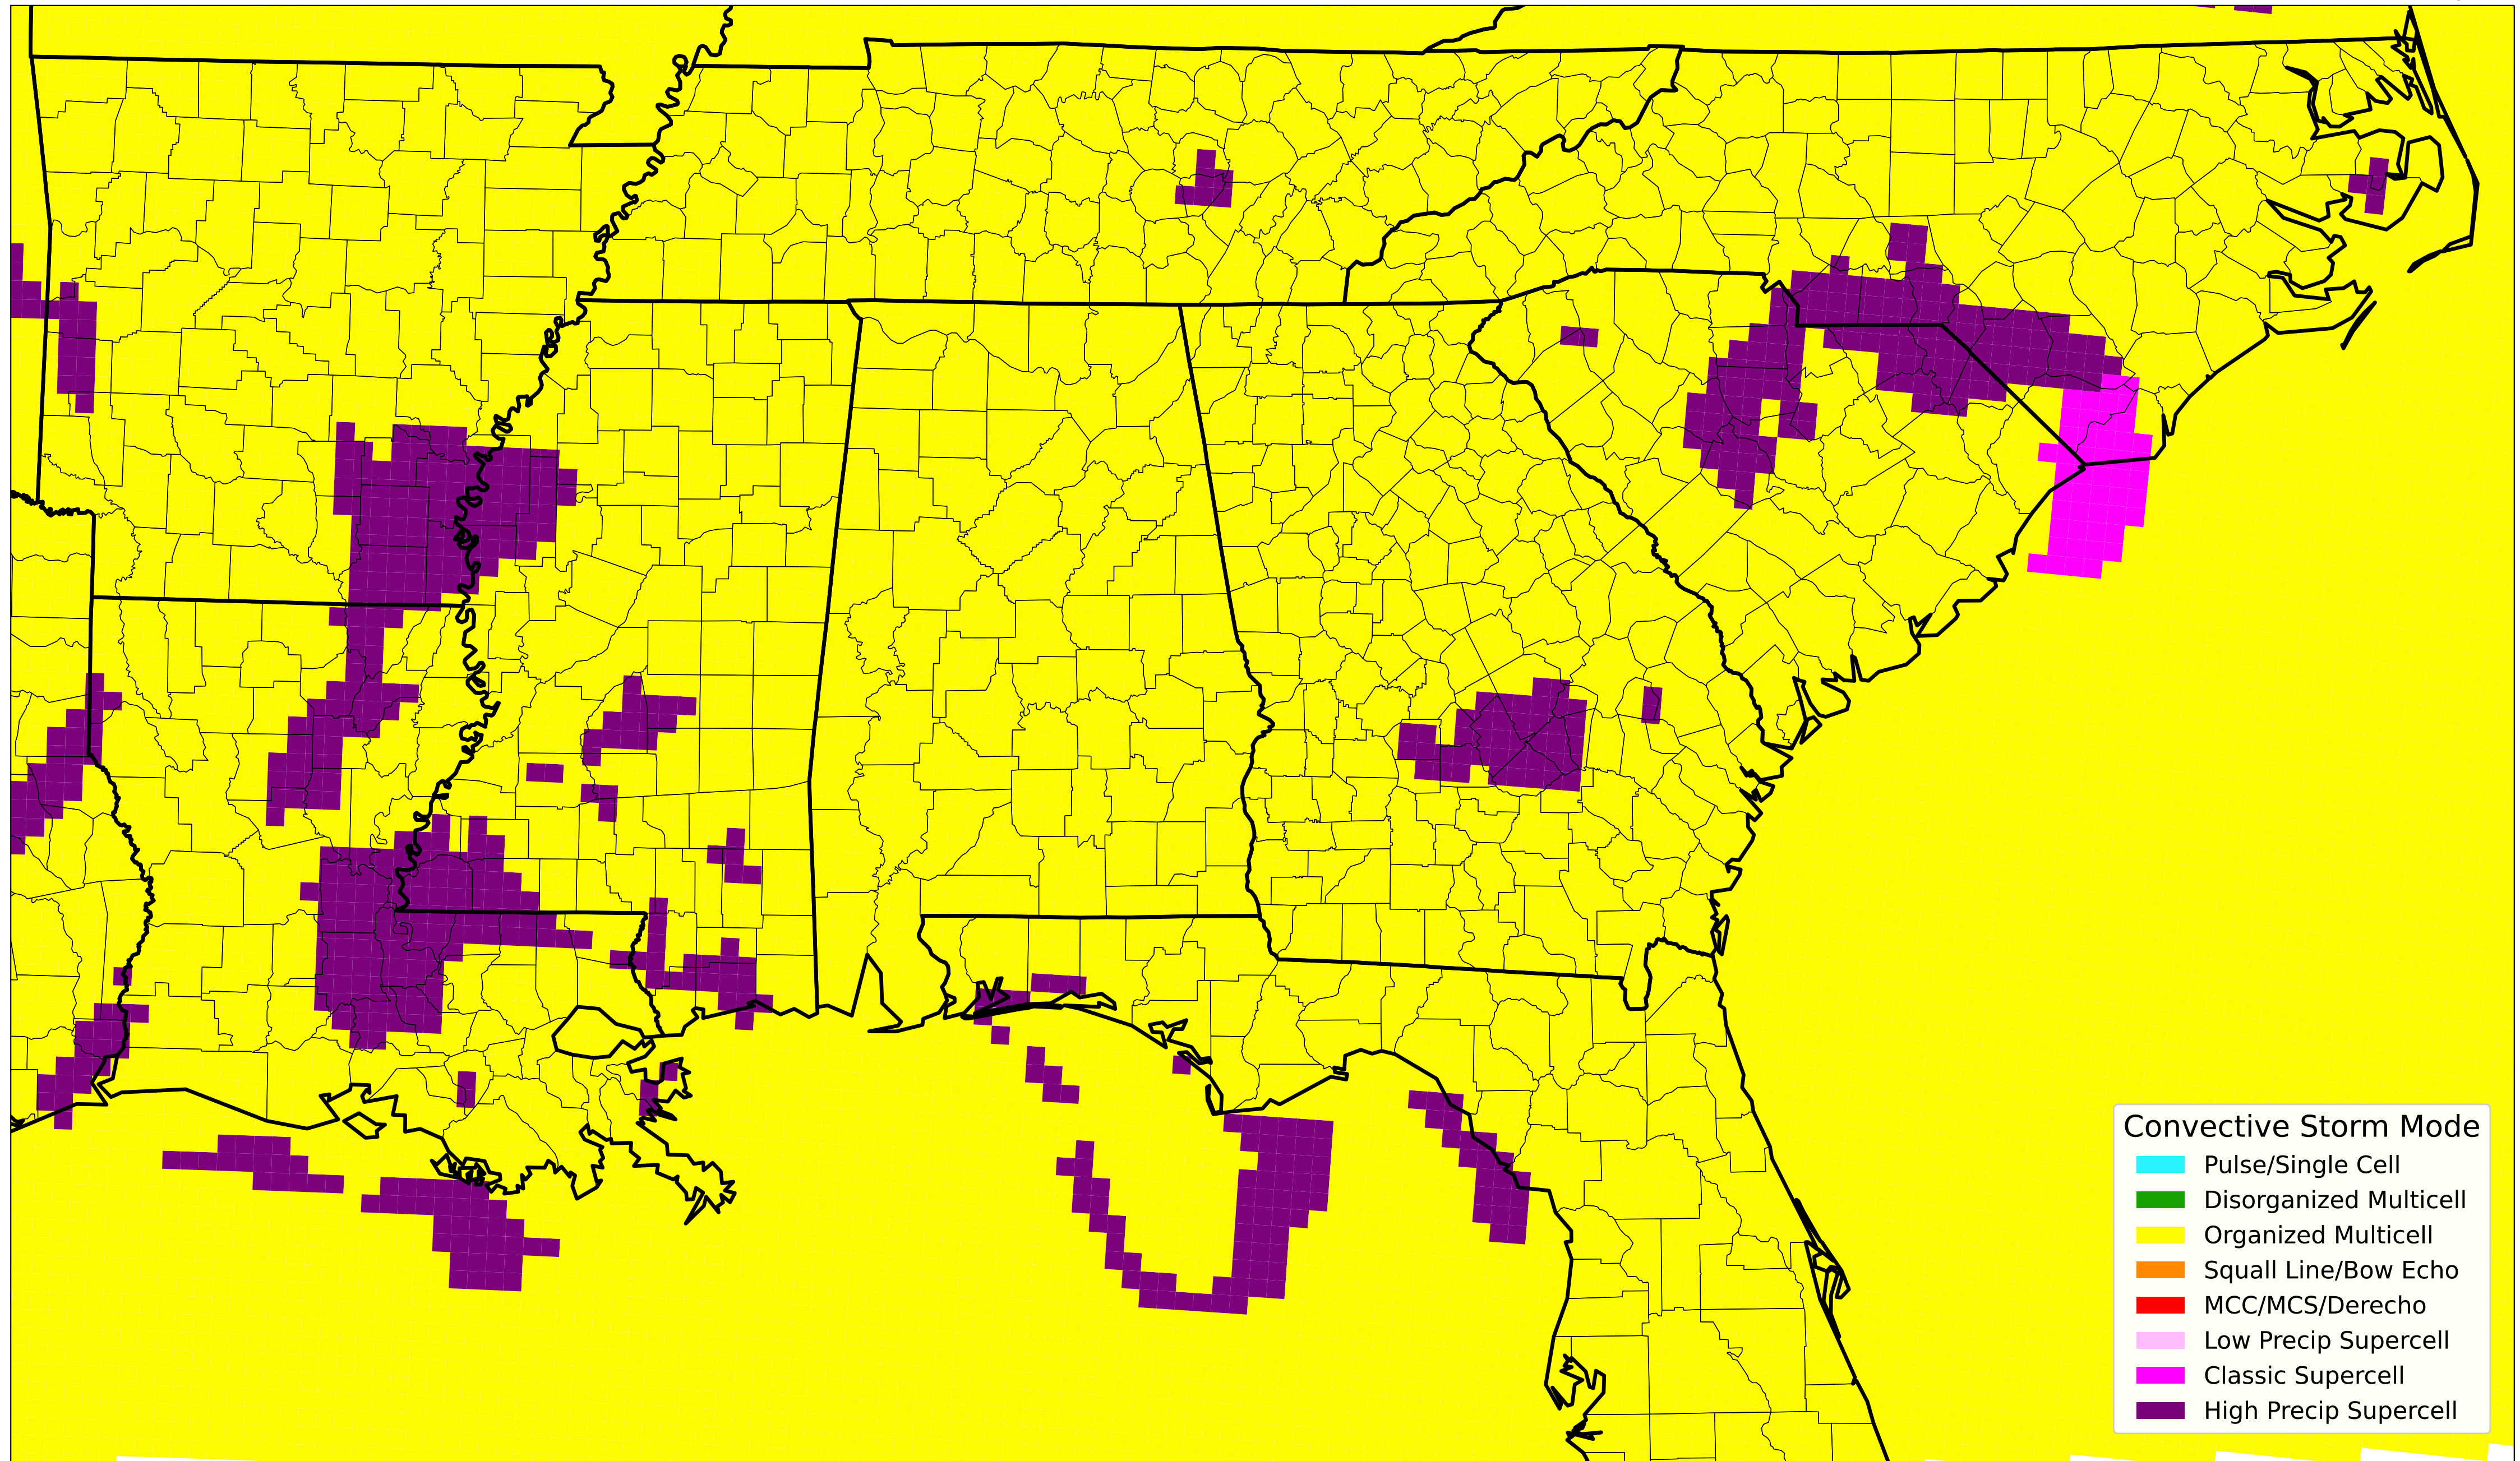 Convective Storm Mode
Pulse/Single Cell
Disorganized Multicell
Organized Multicell
Squall Line/Bow Echo
MCC/MCS/Derecho
Low Precip Supercell
Classic Supercell
High Precip Supercell